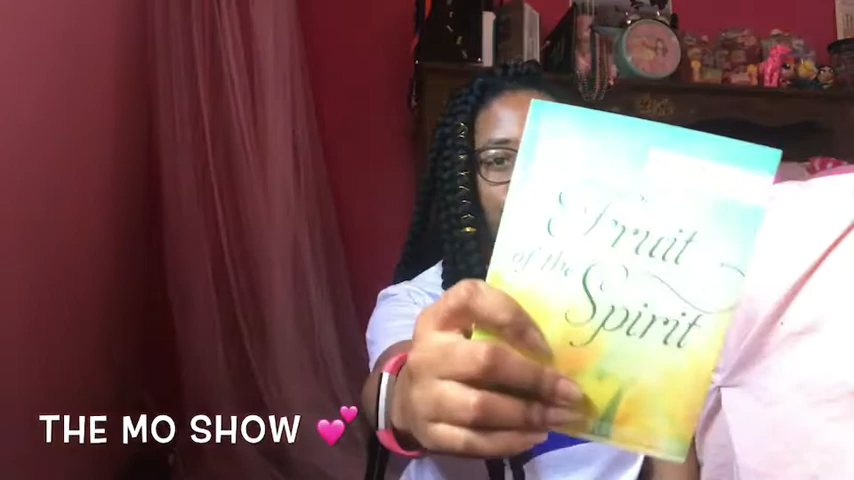 Fruit
of the Spirit
THE MO SHOW 💕